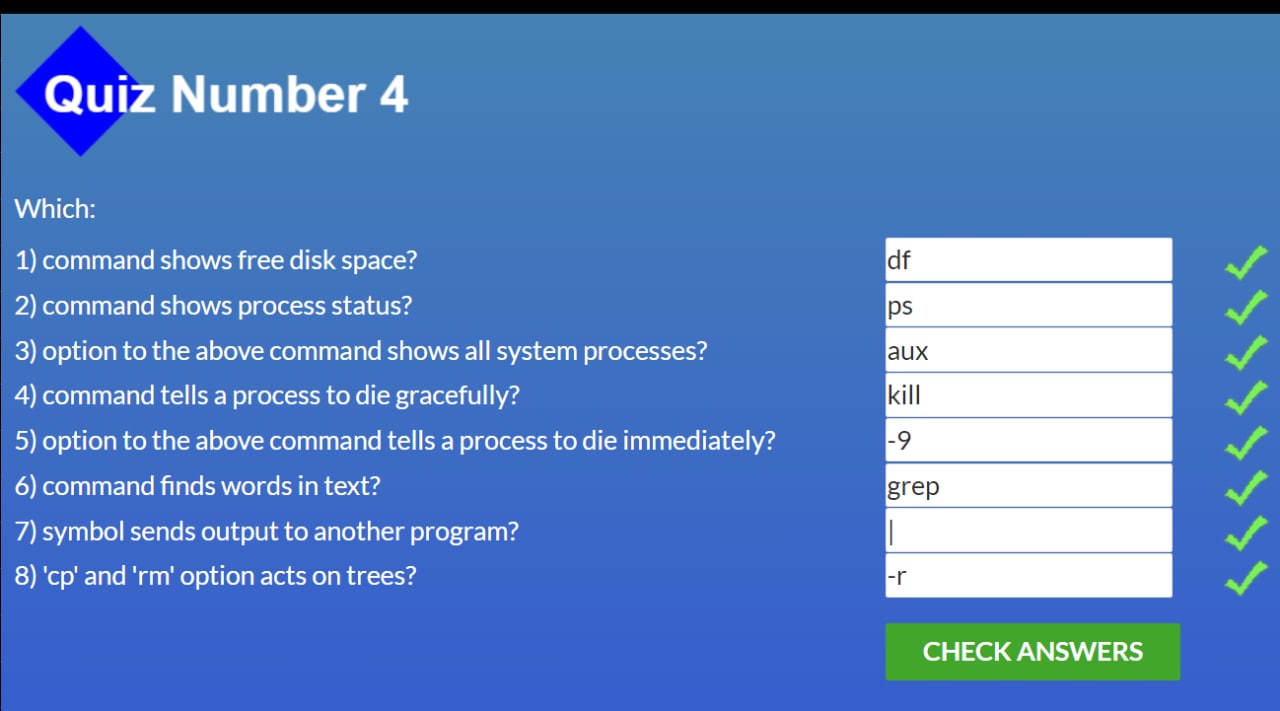 Quiz Number 4
Which:
1) command shows free disk space? df
2) command shows process status? ps
3) option to the above command shows all system processes? aux
4) command tells a process to die gracefully? kill
5) option to the above command tells a process to die immediately? -9
6) command finds words in text? grep
7) symbol sends output to another program? |
8) 'cp' and 'rm' option acts on trees? -r
CHECK ANSWERS